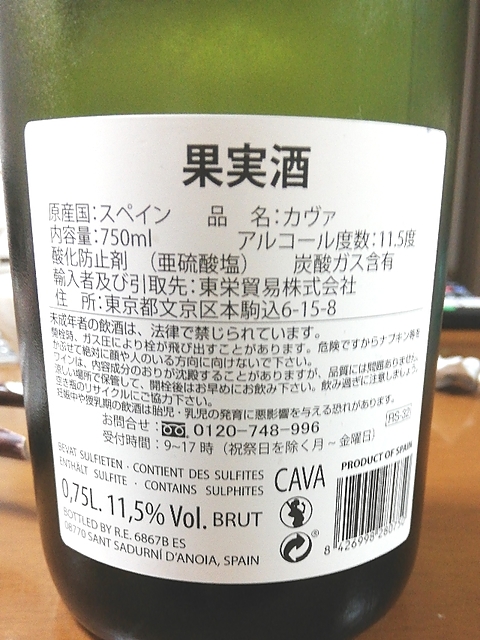 果実酒
原産国:スペイン 品 名:カヴァ
内容量:750ml アルコール度数:11.5度
酸化防止剤 (亜硫酸塩) 炭酸ガス含有
輸入者及び引取先:東栄貿易株式会社
住 所:東京都文京区本駒込6-15-8
未成年者の飲酒は、法律で禁じられています。
開栓時、ガス圧により栓が飛び出すことがあります。危険ですからナプキン等を
かぶせて絶対に顔や人のいる方向に向けないで下さい。
ワインは、内容成分のおりが沈殿することがありますが、品質には問題ありません。
涼しい場所で保管して、開栓後はお早めにお飲み下さい。飲み過ぎに注意しましょう。
空き瓶のリサイクルにご協力下さい。
妊娠中や授乳期の飲酒は胎児・乳児の発育に悪影響を与える恐れがあります。
お問合せ: 0120-748-996
受付時間:9~17時(祝祭日を除く月~金曜日)
RS-32
BEVAT SULFIETEN · CONTIENT DES SULFITES
ENTHÄLT SULFITE · CONTAINS SULPHITES
0,75L. 11,5% Vol. BRUT
BOTTLED BY R.E. 6867B ES
08770 SANT SADURNÍ D'ANOIA, SPAIN
CAVA
PRODUCT OF SPAIN